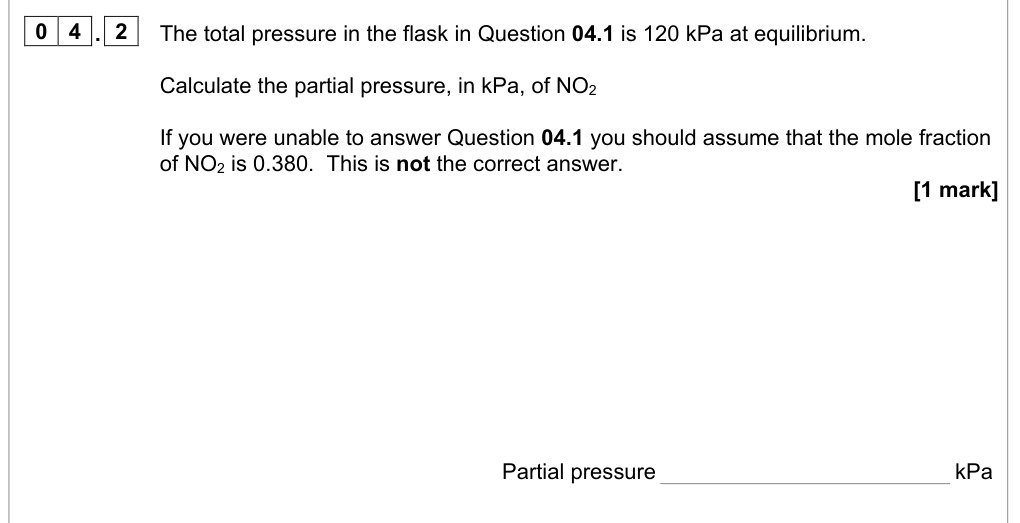 0 4 . 2 The total pressure in the flask in Question 04.1 is 120 kPa at equilibrium.
Calculate the partial pressure, in kPa, of NO₂
If you were unable to answer Question 04.1 you should assume that the mole fraction
of NO₂ is 0.380. This is not the correct answer.
[1 mark]
Partial pressure ____________ kPa